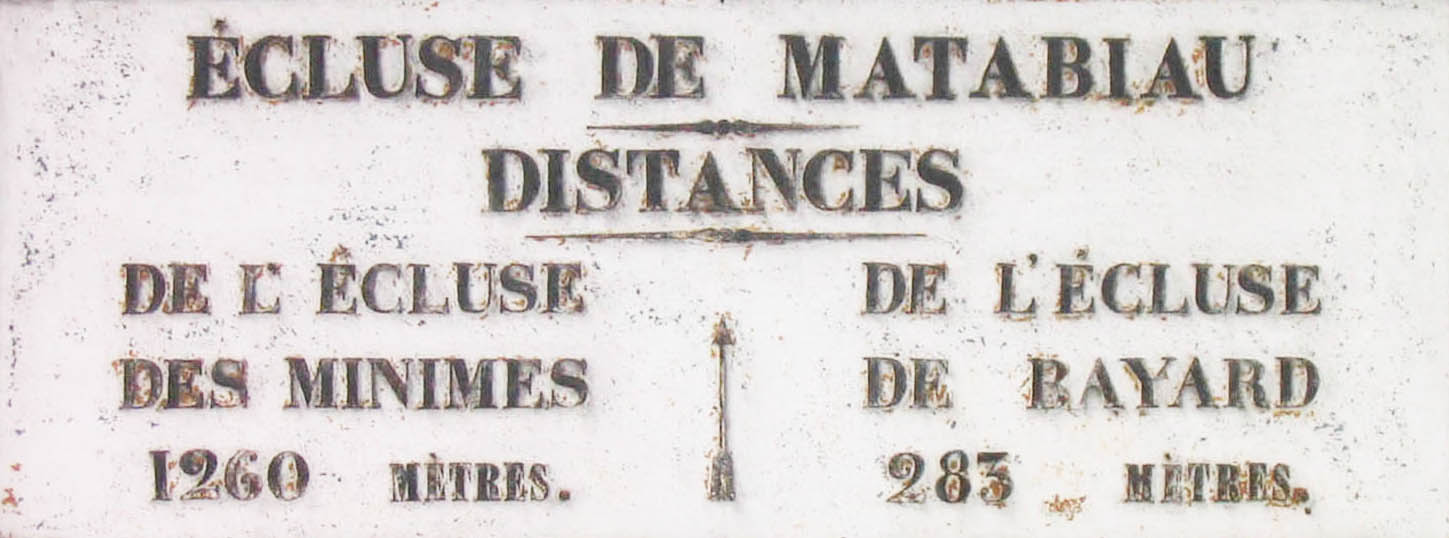 ÉCLUSE DE MATABIAU
DISTANCES
DE L'ÉCLUSE
DES MINIMES
1260 MÈTRES.
DE L'ÉCLUSE
DE BAYARD
283 MÈTRES.